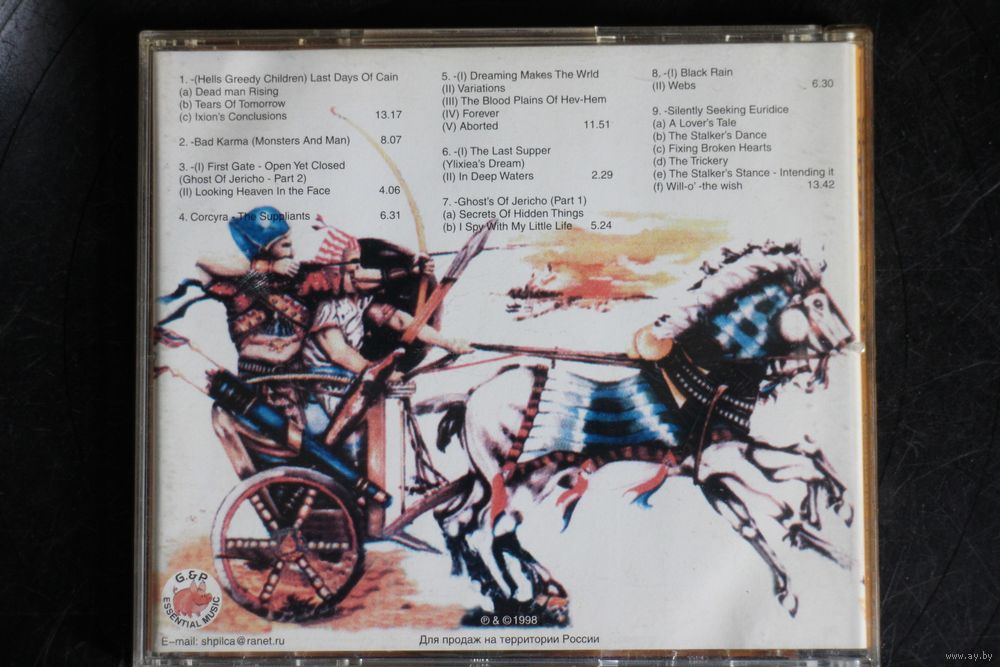 1. -(Hells Greedy Children) Last Days Of Cain
(a) Dead man Rising
(b) Tears Of Tomorrow
(c) Ixion's Conclusions 13.17
2. -Bad Karma (Monsters And Man) 8.07
3. -(I) First Gate - Open Yet Closed
(Ghost Of Jericho - Part 2)
(II) Looking Heaven In the Face 4.06
4. Corcyra - The Suppliants 6.31
5. -(I) Dreaming Makes The Wrld
(II) Variations
(III) The Blood Plains Of Hev-Hem
(IV) Forever
(V) Aborted 11.51
6. -(I) The Last Supper
(Ylixiea's Dream)
(II) In Deep Waters 2.29
7. -Ghost's Of Jericho (Part 1)
(a) Secrets Of Hidden Things
(b) I Spy With My Little Life 5.24
8. -(I) Black Rain
(II) Webs 6.30
9. -Silently Seeking Euridice
(a) A Lover's Tale
(b) The Stalker's Dance
(c) Fixing Broken Hearts
(d) The Trickery
(e) The Stalker's Stance - Intending it
(f) Will-o' -the wish 13.42
G.&P.
ESSENTIAL MUSIC
℗ & © 1998
E-mail: shpilca@ranet.ru
Для продаж на территории России
www.ay.by